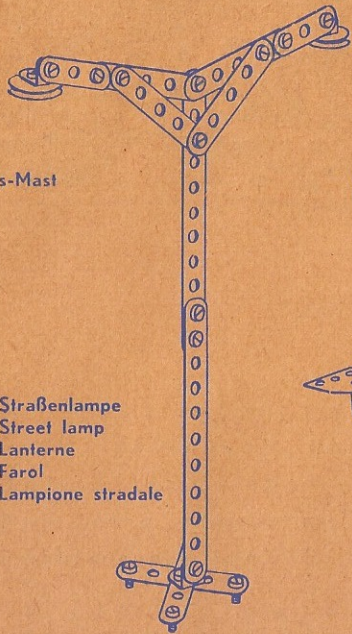 s-Mast
Straßenlampe
Street lamp
Lanterne
Farol
Lampione stradale